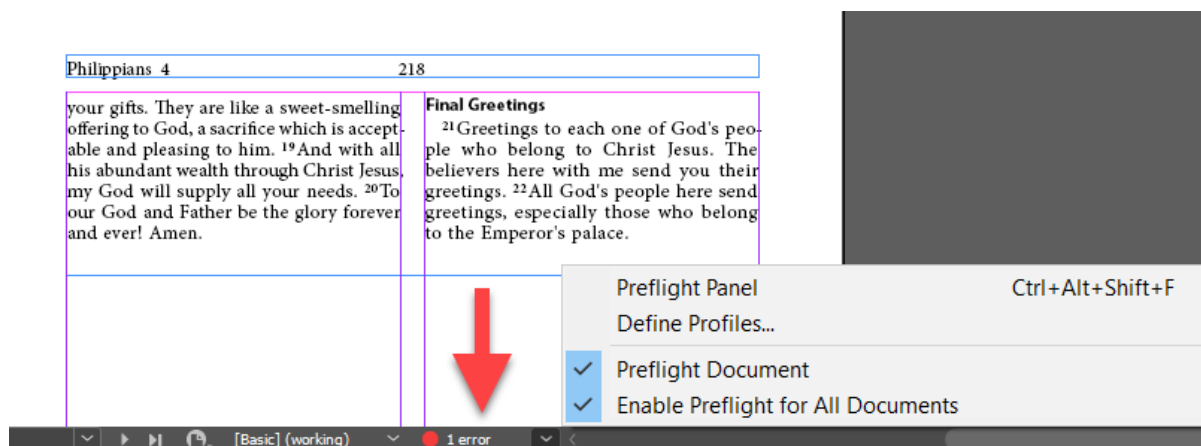 Philippians 4
218
your gifts. They are like a sweet-smelling
offering to God, a sacrifice which is accept-
able and pleasing to him. ¹⁹And with all
his abundant wealth through Christ Jesus,
my God will supply all your needs. ²⁰To
our God and Father be the glory forever
and ever! Amen.
Final Greetings
²¹Greetings to each one of God's peo-
ple who belong to Christ Jesus. The
believers here with me send you their
greetings. ²²All God's people here send
greetings, especially those who belong
to the Emperor's palace.
Preflight Panel Ctrl+Alt+Shift+F
Define Profiles...
Preflight Document
Enable Preflight for All Documents
[Basic] (working)
1 error